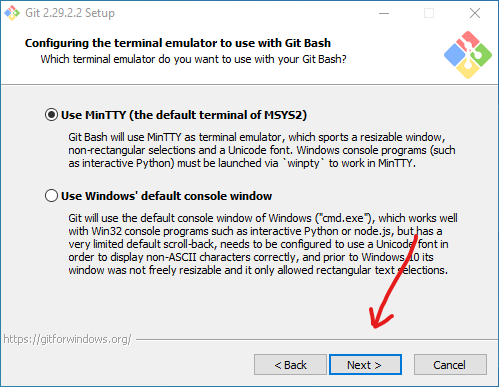 Git 2.29.2.2 Setup
Configuring the terminal emulator to use with Git Bash
Which terminal emulator do you want to use with your Git Bash?
Use MinTTY (the default terminal of MSYS2)
Git Bash will use MinTTY as terminal emulator, which sports a resizable window,
non-rectangular selections and a Unicode font. Windows console programs (such
as interactive Python) must be launched via `winpty` to work in MinTTY.
Use Windows' default console window
Git will use the default console window of Windows ("cmd.exe"), which works well
with Win32 console programs such as interactive Python or node.js, but has a
very limited default scroll-back, needs to be configured to use a Unicode font in
order to display non-ASCII characters correctly, and prior to Windows 10 its
window was not freely resizable and it only allowed rectangular text selections.
https://gitforwindows.org/
< Back
Next >
Cancel